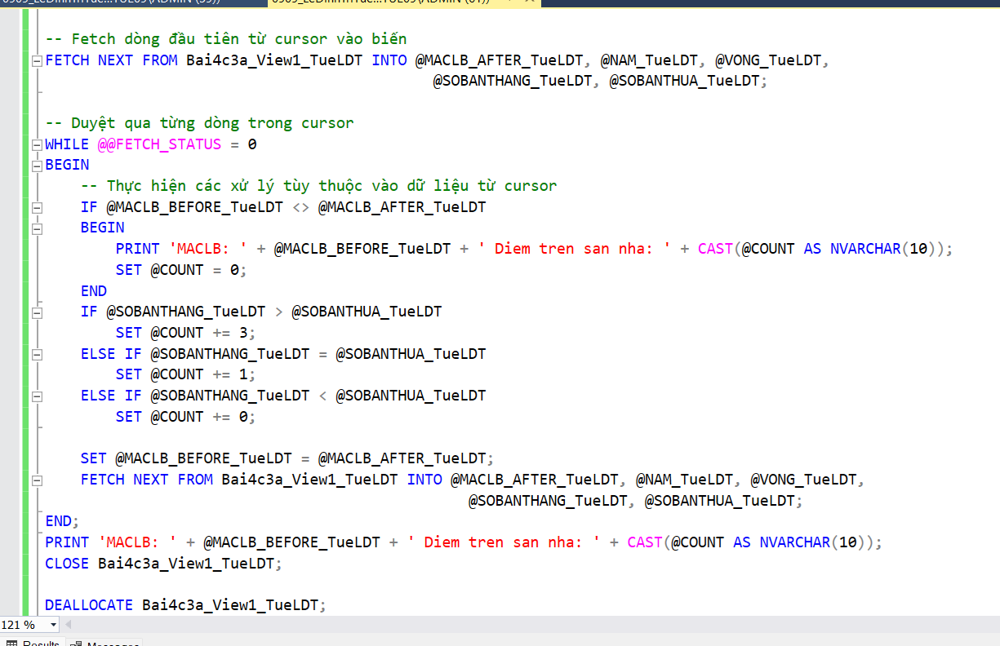 -- Fetch dòng đầu tiên từ cursor vào biến
FETCH NEXT FROM Bai4c3a_View1_TueLDT INTO @MACLB_AFTER_TueLDT, @NAM_TueLDT, @VONG_TueLDT,
@SOBANTHANG_TueLDT, @SOBANTHUA_TueLDT;
-- Duyệt qua từng dòng trong cursor
WHILE @@FETCH_STATUS = 0
BEGIN
-- Thực hiện các xử lý tùy thuộc vào dữ liệu từ cursor
IF @MACLB_BEFORE_TueLDT <> @MACLB_AFTER_TueLDT
BEGIN
PRINT 'MACLB: ' + @MACLB_BEFORE_TueLDT + ' Diem tren san nha: ' + CAST(@COUNT AS NVARCHAR(10));
SET @COUNT = 0;
END
IF @SOBANTHANG_TueLDT > @SOBANTHUA_TueLDT
SET @COUNT += 3;
ELSE IF @SOBANTHANG_TueLDT = @SOBANTHUA_TueLDT
SET @COUNT += 1;
ELSE IF @SOBANTHANG_TueLDT < @SOBANTHUA_TueLDT
SET @COUNT += 0;
SET @MACLB_BEFORE_TueLDT = @MACLB_AFTER_TueLDT;
FETCH NEXT FROM Bai4c3a_View1_TueLDT INTO @MACLB_AFTER_TueLDT, @NAM_TueLDT, @VONG_TueLDT,
@SOBANTHANG_TueLDT, @SOBANTHUA_TueLDT;
END;
PRINT 'MACLB: ' + @MACLB_BEFORE_TueLDT + ' Diem tren san nha: ' + CAST(@COUNT AS NVARCHAR(10));
CLOSE Bai4c3a_View1_TueLDT;
DEALLOCATE Bai4c3a_View1_TueLDT;
121 %
Results Messages